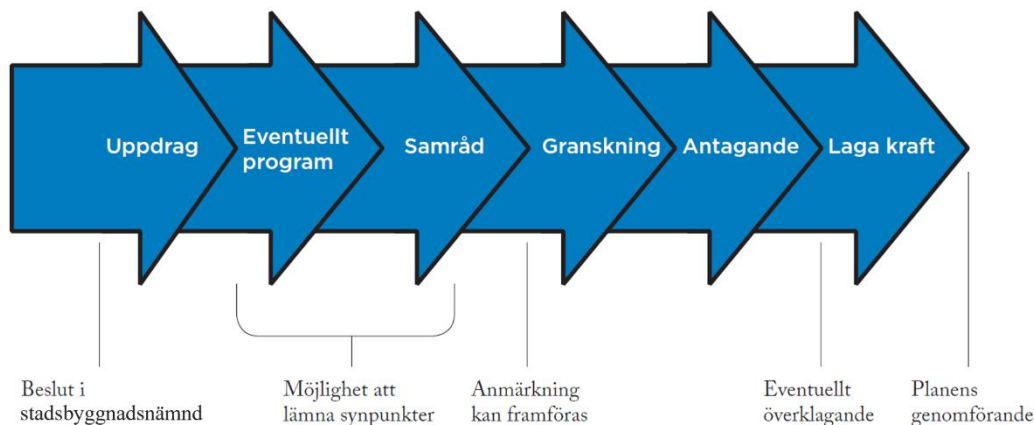 Uppdrag
Eventuellt
program
Samråd
Granskning
Antagande
Laga kraft
Beslut i
stadsbyggnadsnämnd
Möjlighet att
lämna synpunkter
Anmärkning
kan framföras
Eventuellt
överklagande
Planens
genomförande